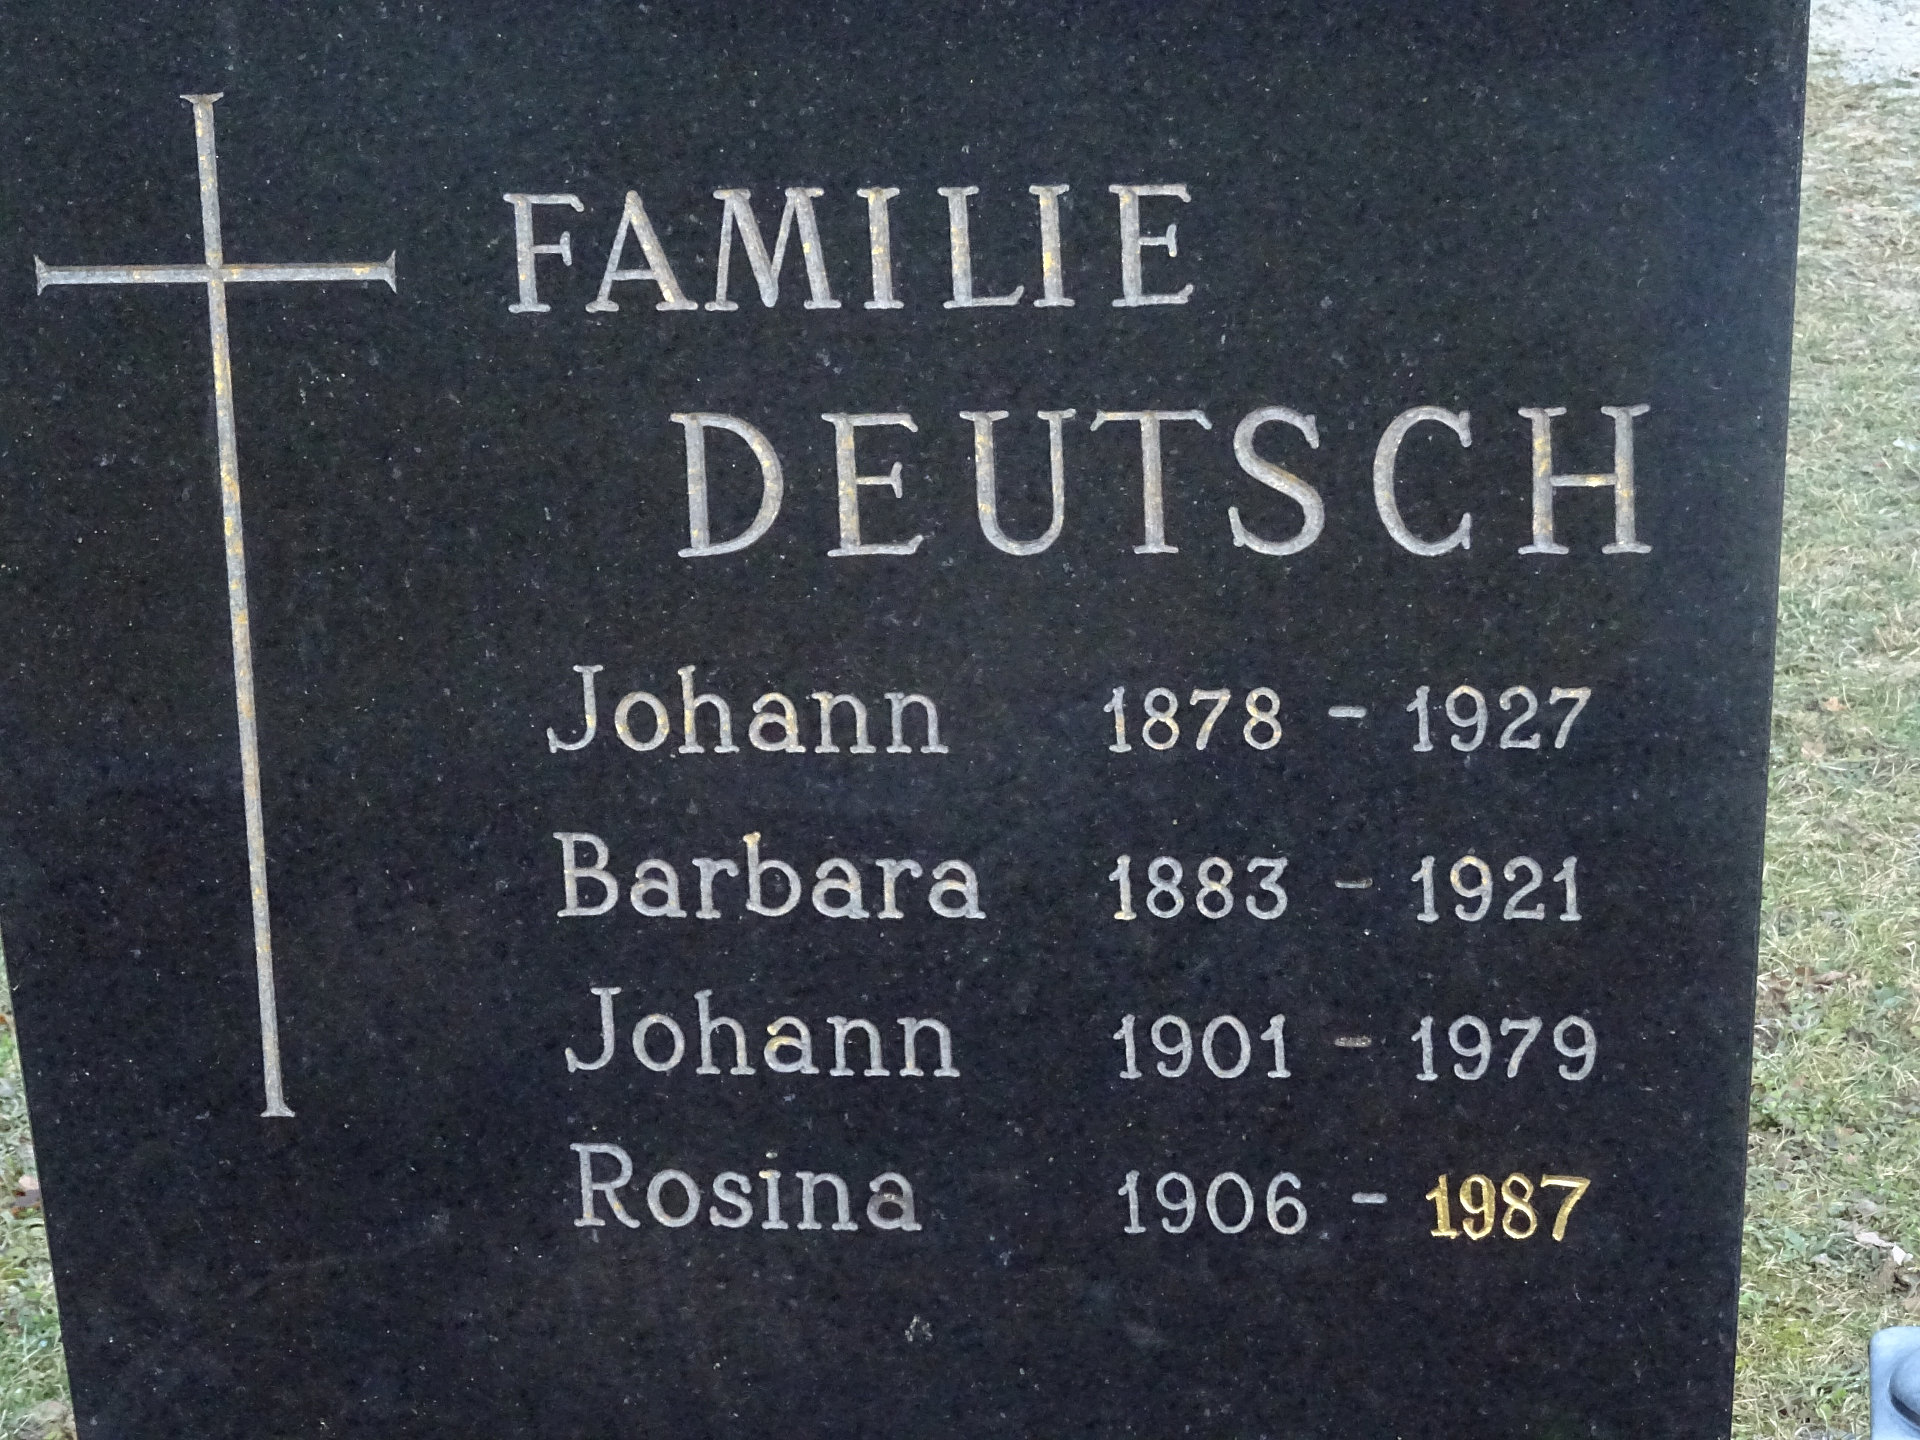 FAMILIE
DEUTSCH
Johann 1878 - 1927
Barbara 1883 - 1921
Johann 1901 - 1979
Rosina 1906 - 1987